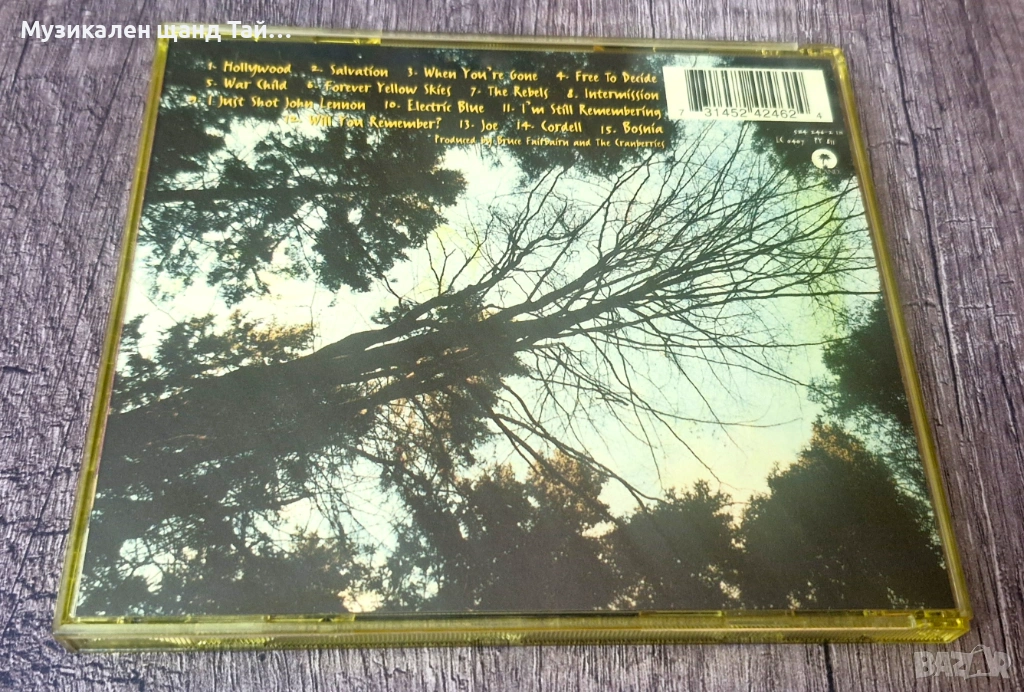 Музикален щанд Тай...
1. Hollywood 2. Salvation 3. When You're Gone 4. Free To Decide
5. War Child 6. Forever Yellow Skies 7. The Rebels 8. Intermission
9. I Just Shot John Lennon 10. Electric Blue 11. I'm Still Remembering
12. Will You Remember? 13. Joe 14. Cordell 15. Bosnia
Produced by Bruce Fairbairn and The Cranberries
7 31452 42462 4
BAZAR